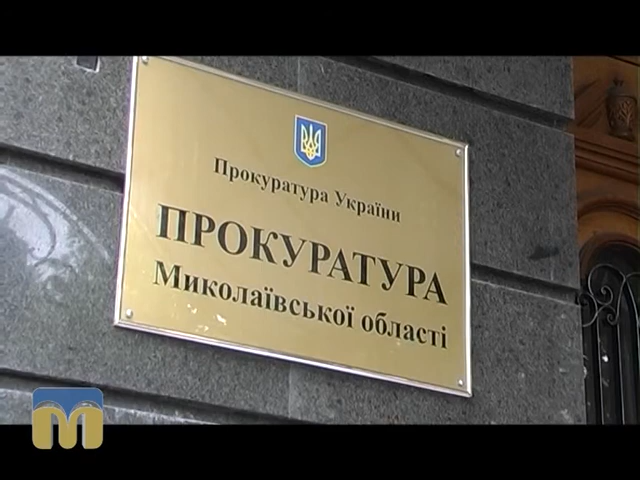 Прокуратура України
ПРОКУРАТУРА
Миколаївської області
M